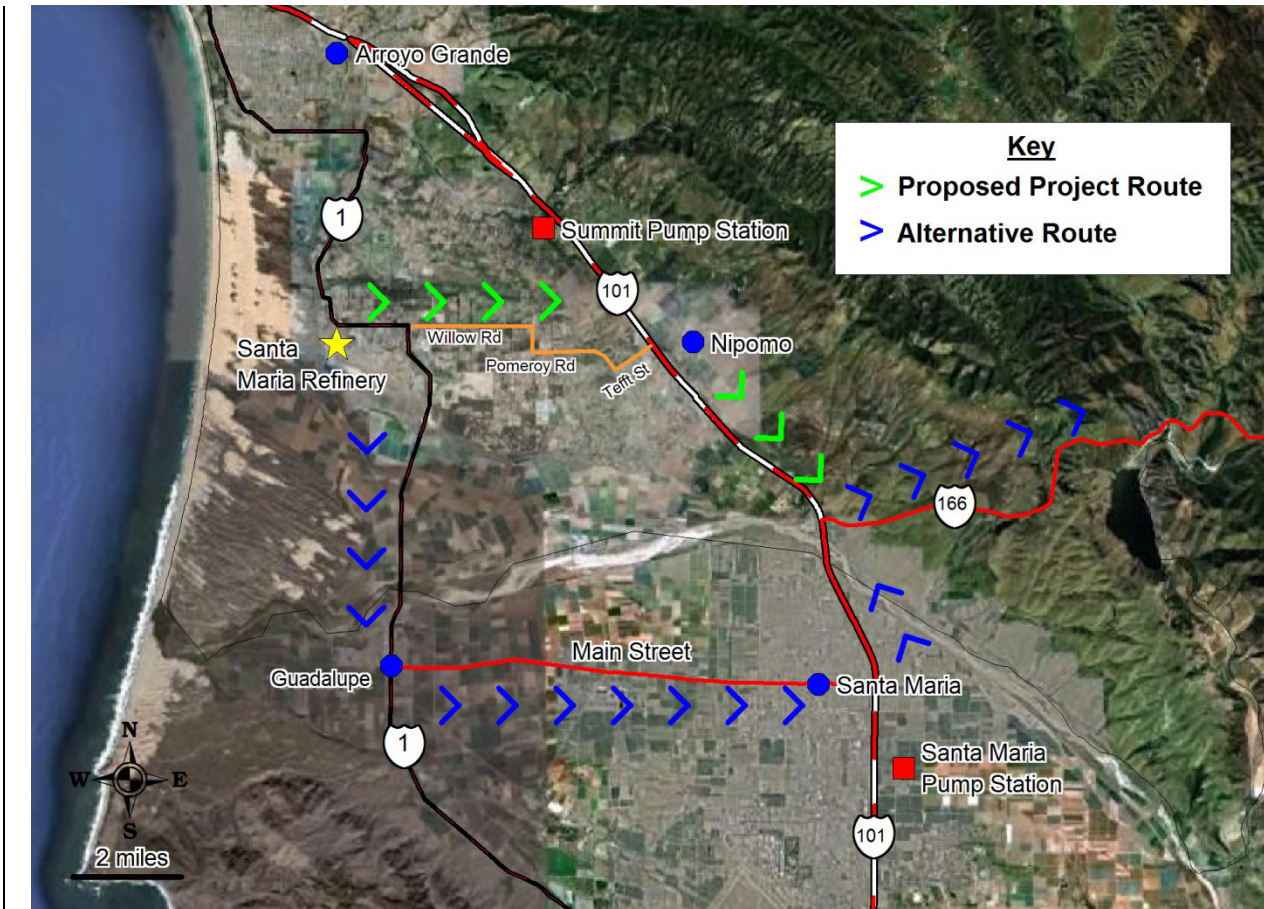 Arroyo Grande
Key
> Proposed Project Route
> Alternative Route
1
Summit Pump Station
101
Willow Rd
Nipomo
Santa
Maria Refinery
Pomeroy Rd
Tefft St
166
Main Street
Guadalupe
Santa Maria
1
Santa Maria
Pump Station
N
W E
S
101
2 miles